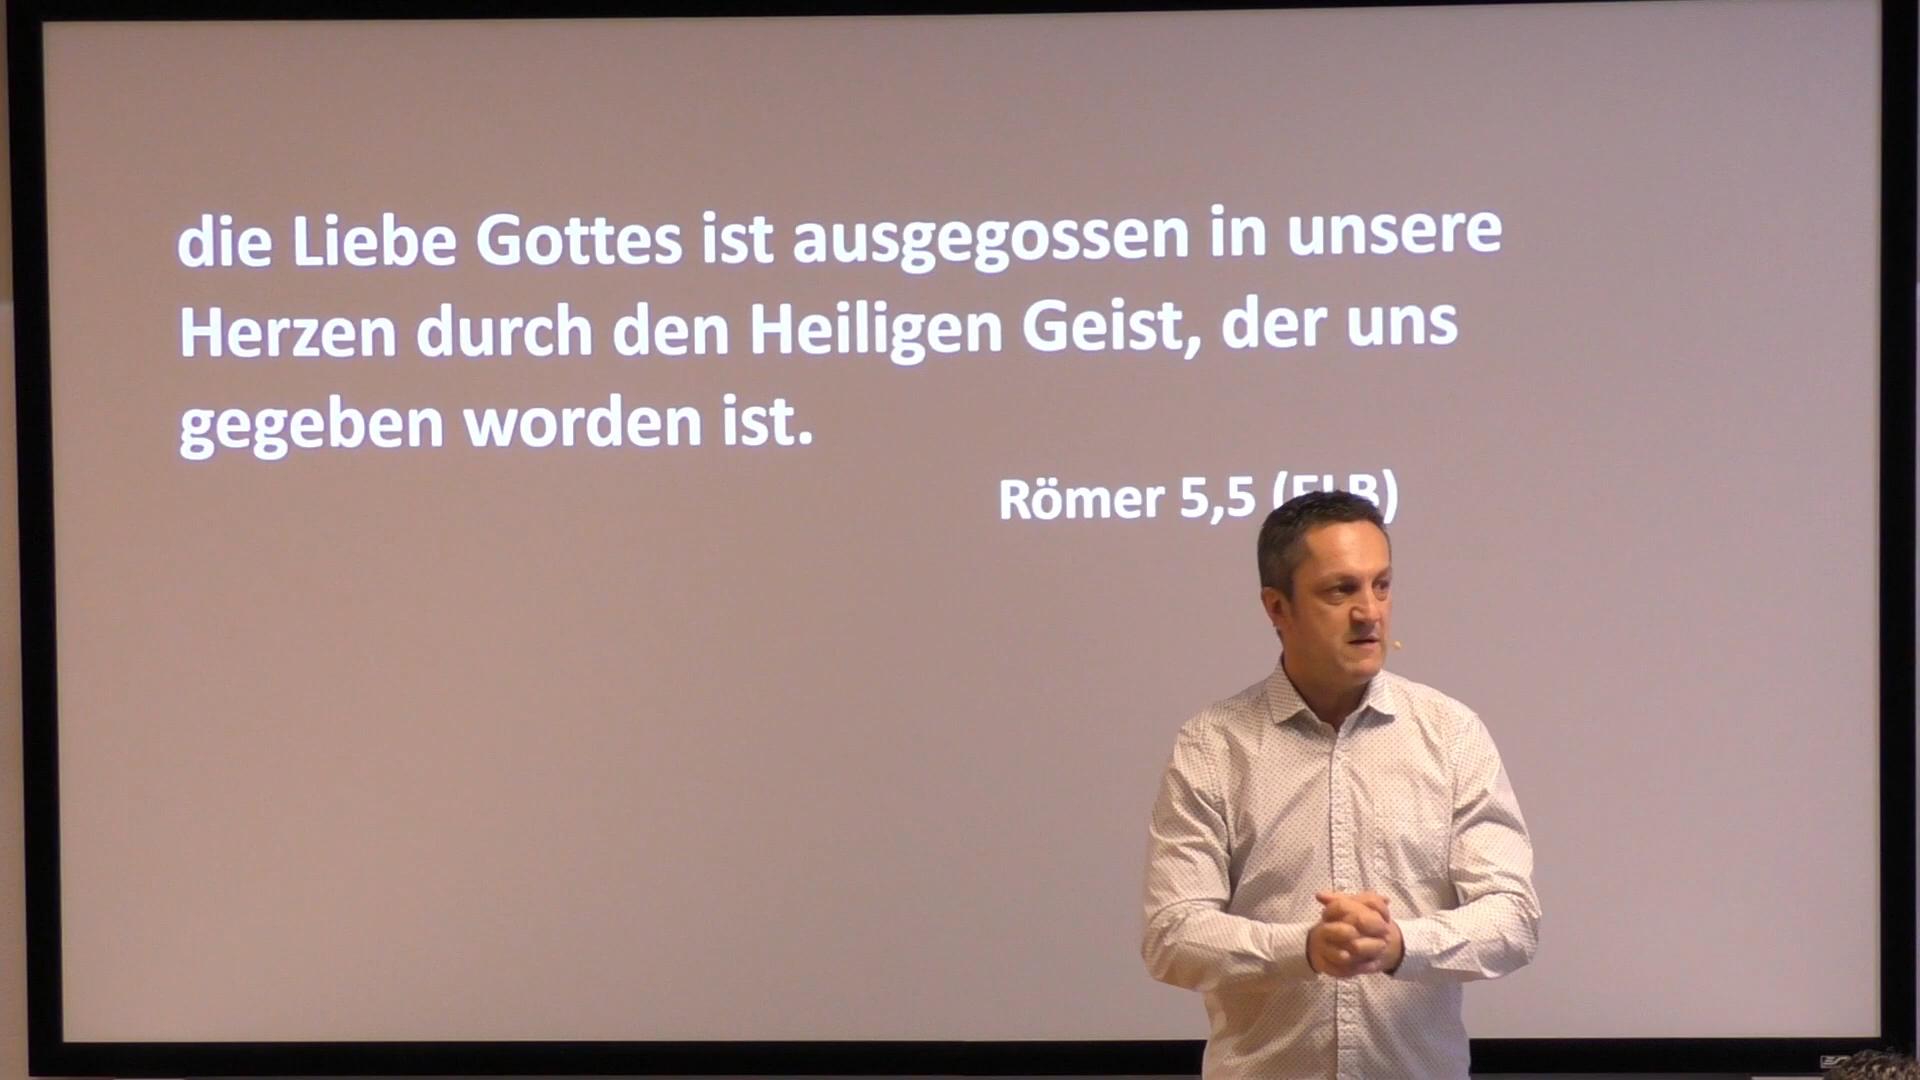 die Liebe Gottes ist ausgegossen in unsere
Herzen durch den Heiligen Geist, der uns
gegeben worden ist.
Römer 5,5 (ELB)